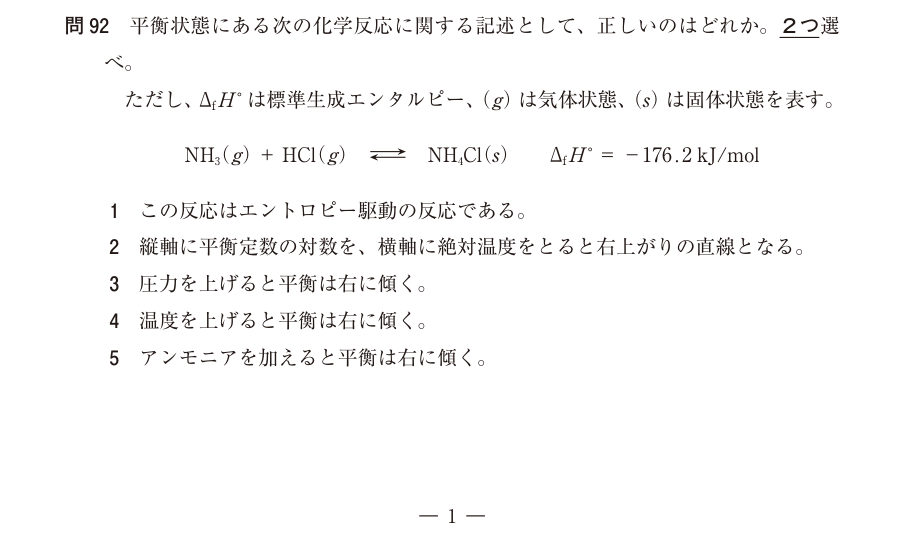 問 92　平衡状態にある次の化学反応に関する記述として、正しいのはどれか。２つ選
べ。
ただし、ΔfH°は標準生成エンタルピー、(g) は気体状態、(s) は固体状態を表す。
NH₃(g) + HCl(g) ⇌ NH₄Cl(s)　　ΔfH° = −176.2 kJ/mol
1　この反応はエントロピー駆動の反応である。
2　縦軸に平衡定数の対数を、横軸に絶対温度をとると右上がりの直線となる。
3　圧力を上げると平衡は右に傾く。
4　温度を上げると平衡は右に傾く。
5　アンモニアを加えると平衡は右に傾く。
— 1 —